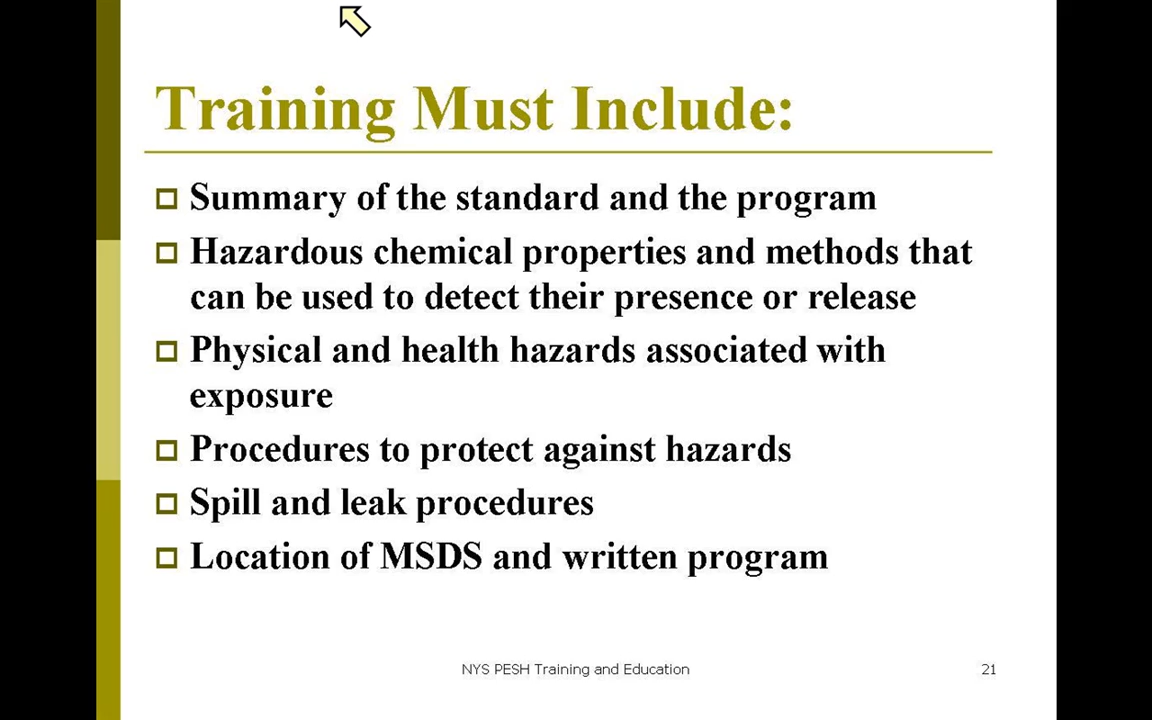 Training Must Include:
Summary of the standard and the program
Hazardous chemical properties and methods that
can be used to detect their presence or release
Physical and health hazards associated with
exposure
Procedures to protect against hazards
Spill and leak procedures
Location of MSDS and written program
NYS PESH Training and Education
21